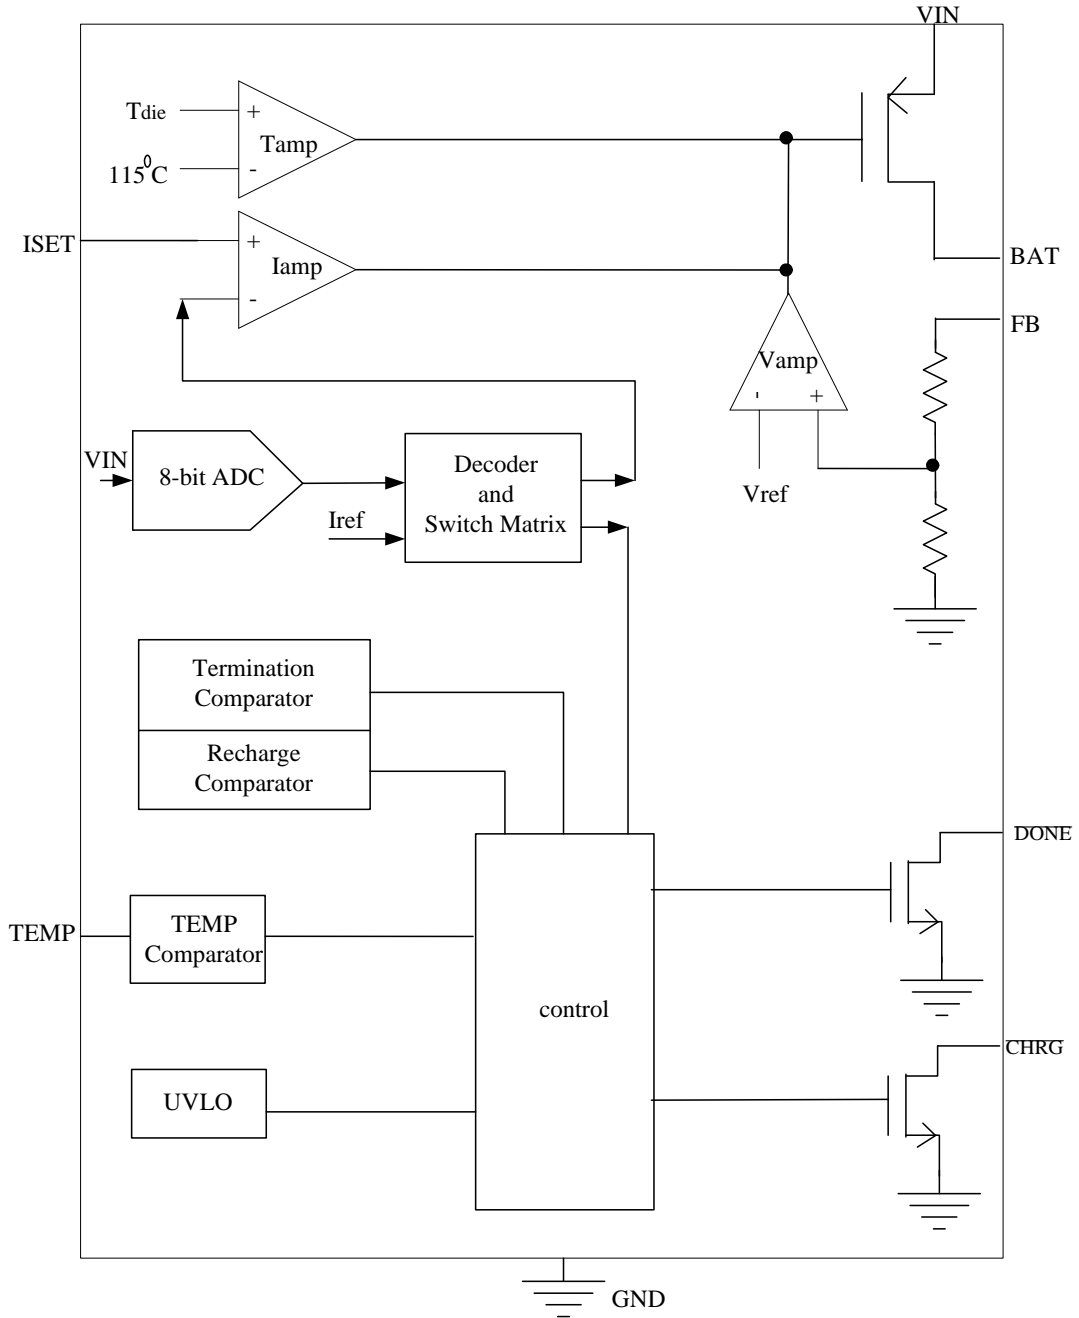 VIN
Tdie
+
Tamp
115⁰C
-
ISET
+
Iamp
-
BAT
FB
Vamp
- +
Vref
VIN
8-bit ADC
Decoder
and
Switch Matrix
Iref
Termination
Comparator
Recharge
Comparator
DONE
TEMP
TEMP
Comparator
control
CHRG
UVLO
GND